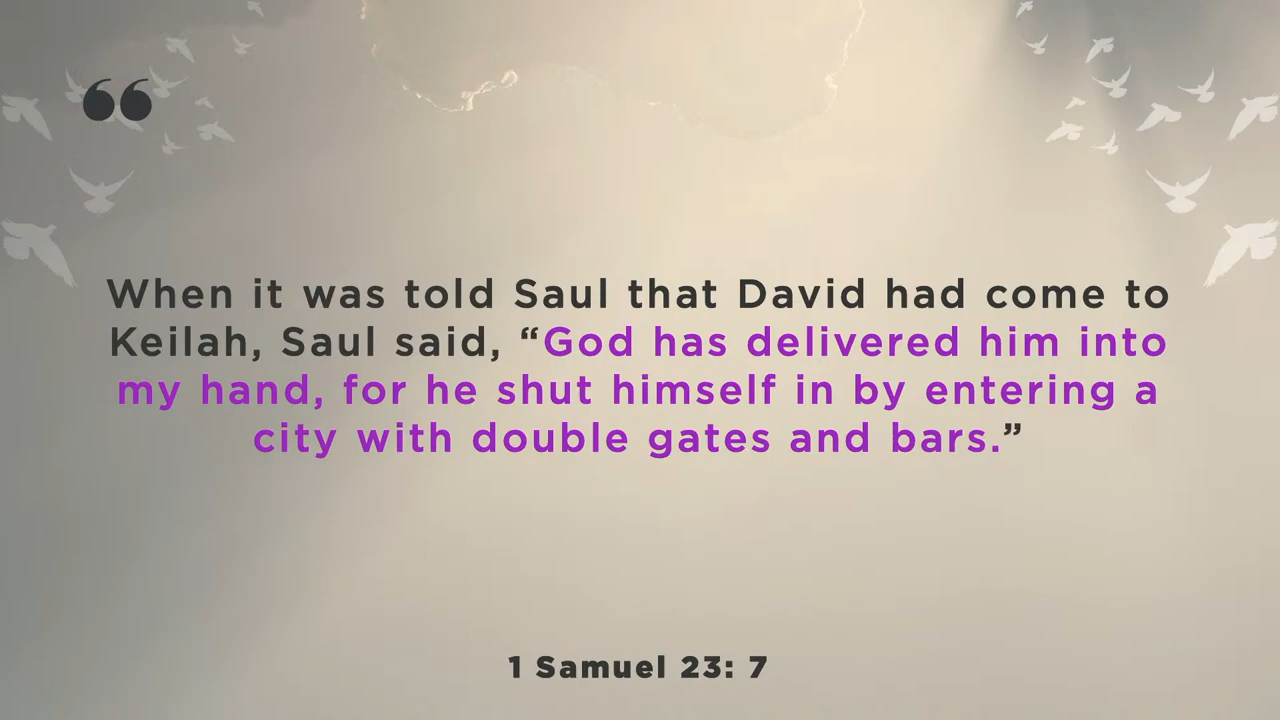 “
When it was told Saul that David had come to
Keilah, Saul said, “God has delivered him into
my hand, for he shut himself in by entering a
city with double gates and bars.”
1 Samuel 23: 7